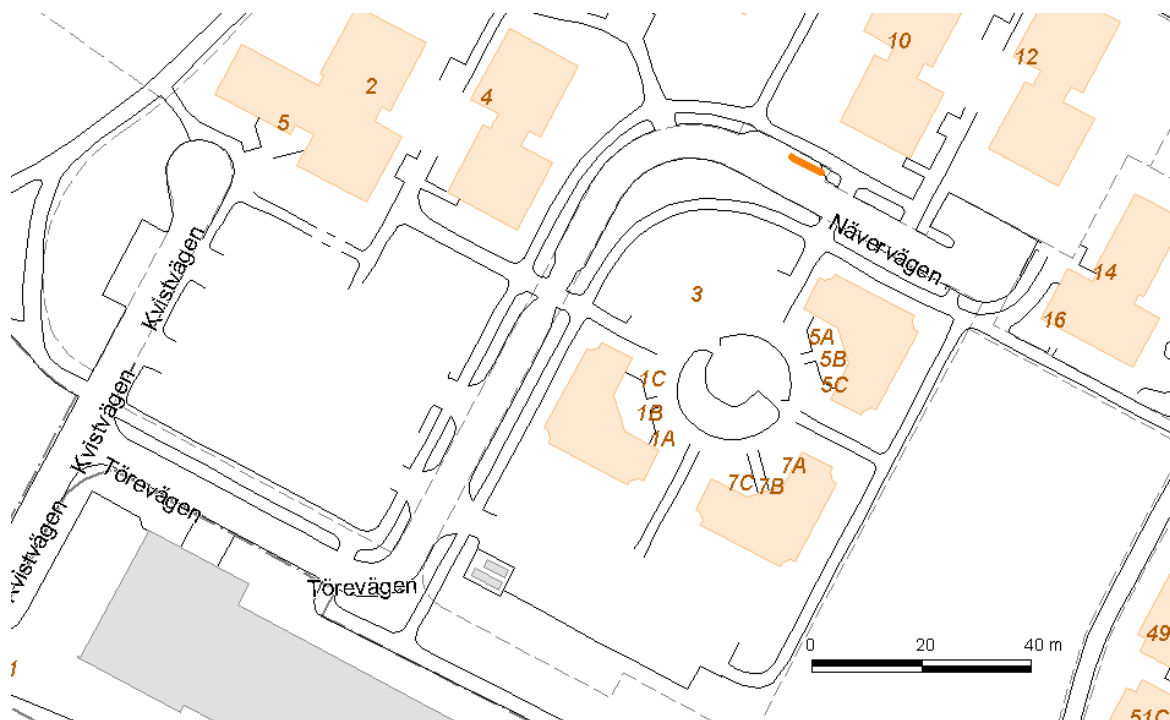 10
12
2
4
5
Nävervägen
14
3
Kvistvägen
16
5A
5B
5C
1C
1B
1A
Kvistvägen
7A
7C
7B
Törevägen
Kvistvägen
Törevägen
0 20 40 m
49
1
51C